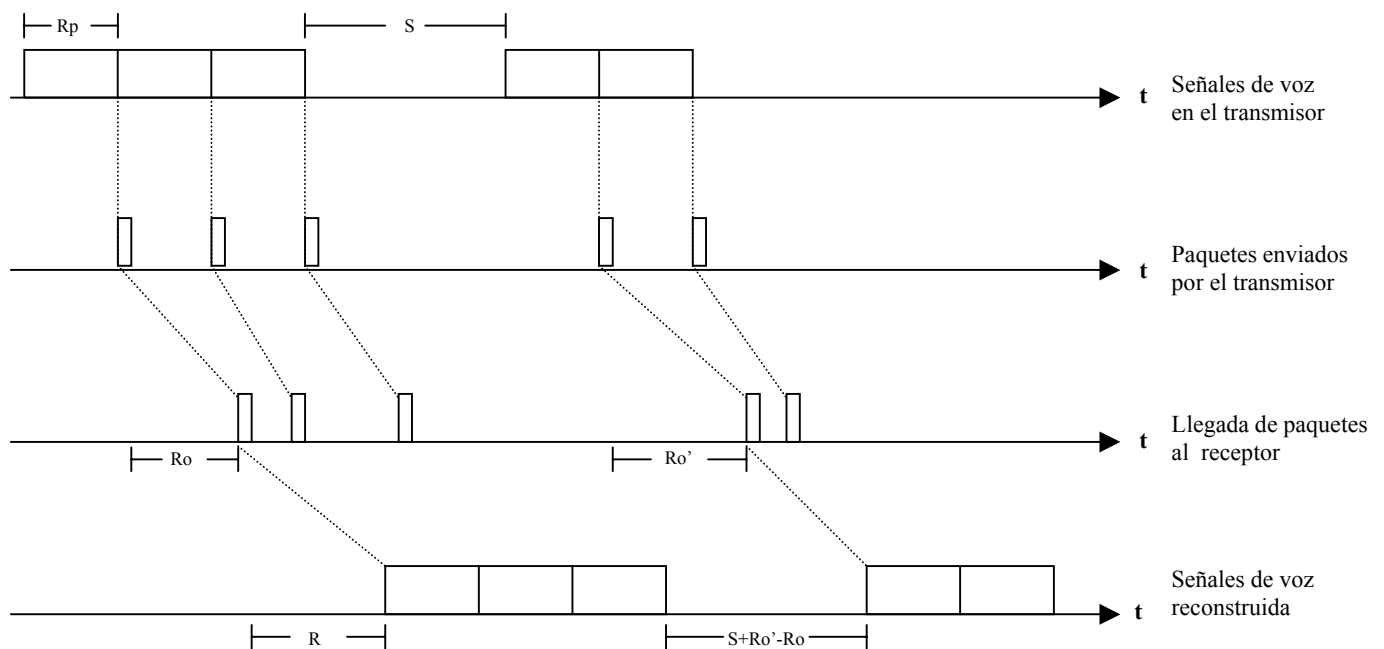 Rp
S
t
Señales de voz
en el transmisor
t
Paquetes enviados
por el transmisor
Ro
Ro’
t
Llegada de paquetes
al receptor
R
S+Ro’-Ro
t
Señales de voz
reconstruida